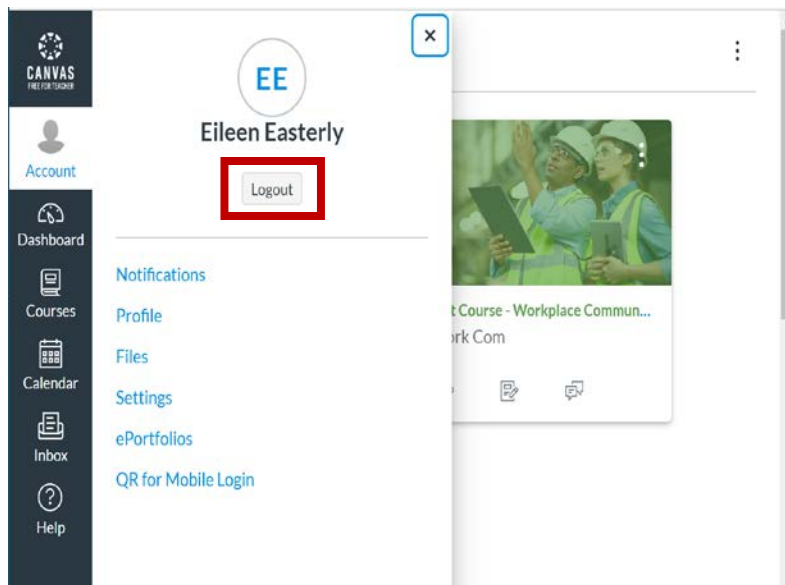 CANVAS
FREE FOR TEACHER
Account
Dashboard
Courses
Calendar
Inbox
Help
×
EE
Eileen Easterly
Logout
Notifications
Profile
Files
Settings
ePortfolios
QR for Mobile Login
t Course - Workplace Commun...
ork Com